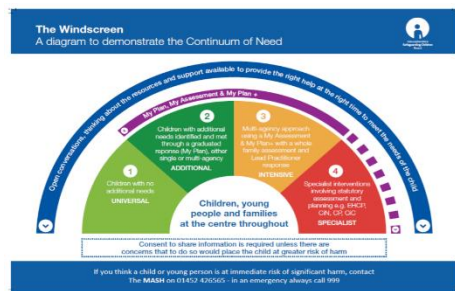 The Windscreen
A diagram to demonstrate the Continuum of Need
Safeguarding Children
Open conversations, thinking about the resources and support available to provide the right help at the right time to meet the needs of the child
My Plan, My Assessment & My Plan +
1
Children with no
additional needs
UNIVERSAL
2
Children with additional
needs identified and met
through a graduated
reponse (My Plan), either
single or multi-agency
ADDITIONAL
3
Multi agency approach
using a My Assessment
& My Plan+ with a whole
family assessment and
Lead Practitioner
response
INTENSIVE
4
Specialist interventions
involving statutory
assessment and
planning e.g. EHCP,
CiN, CP, CiC
SPECIALIST
Children, young
people and families
at the centre throughout
Consent to share information is required unless there are
concerns that to do so would place the child at greater risk of harm
If you think a child or young person is at immediate risk of significant harm, contact
The MASH on 01452 426565 - in an emergency always call 999